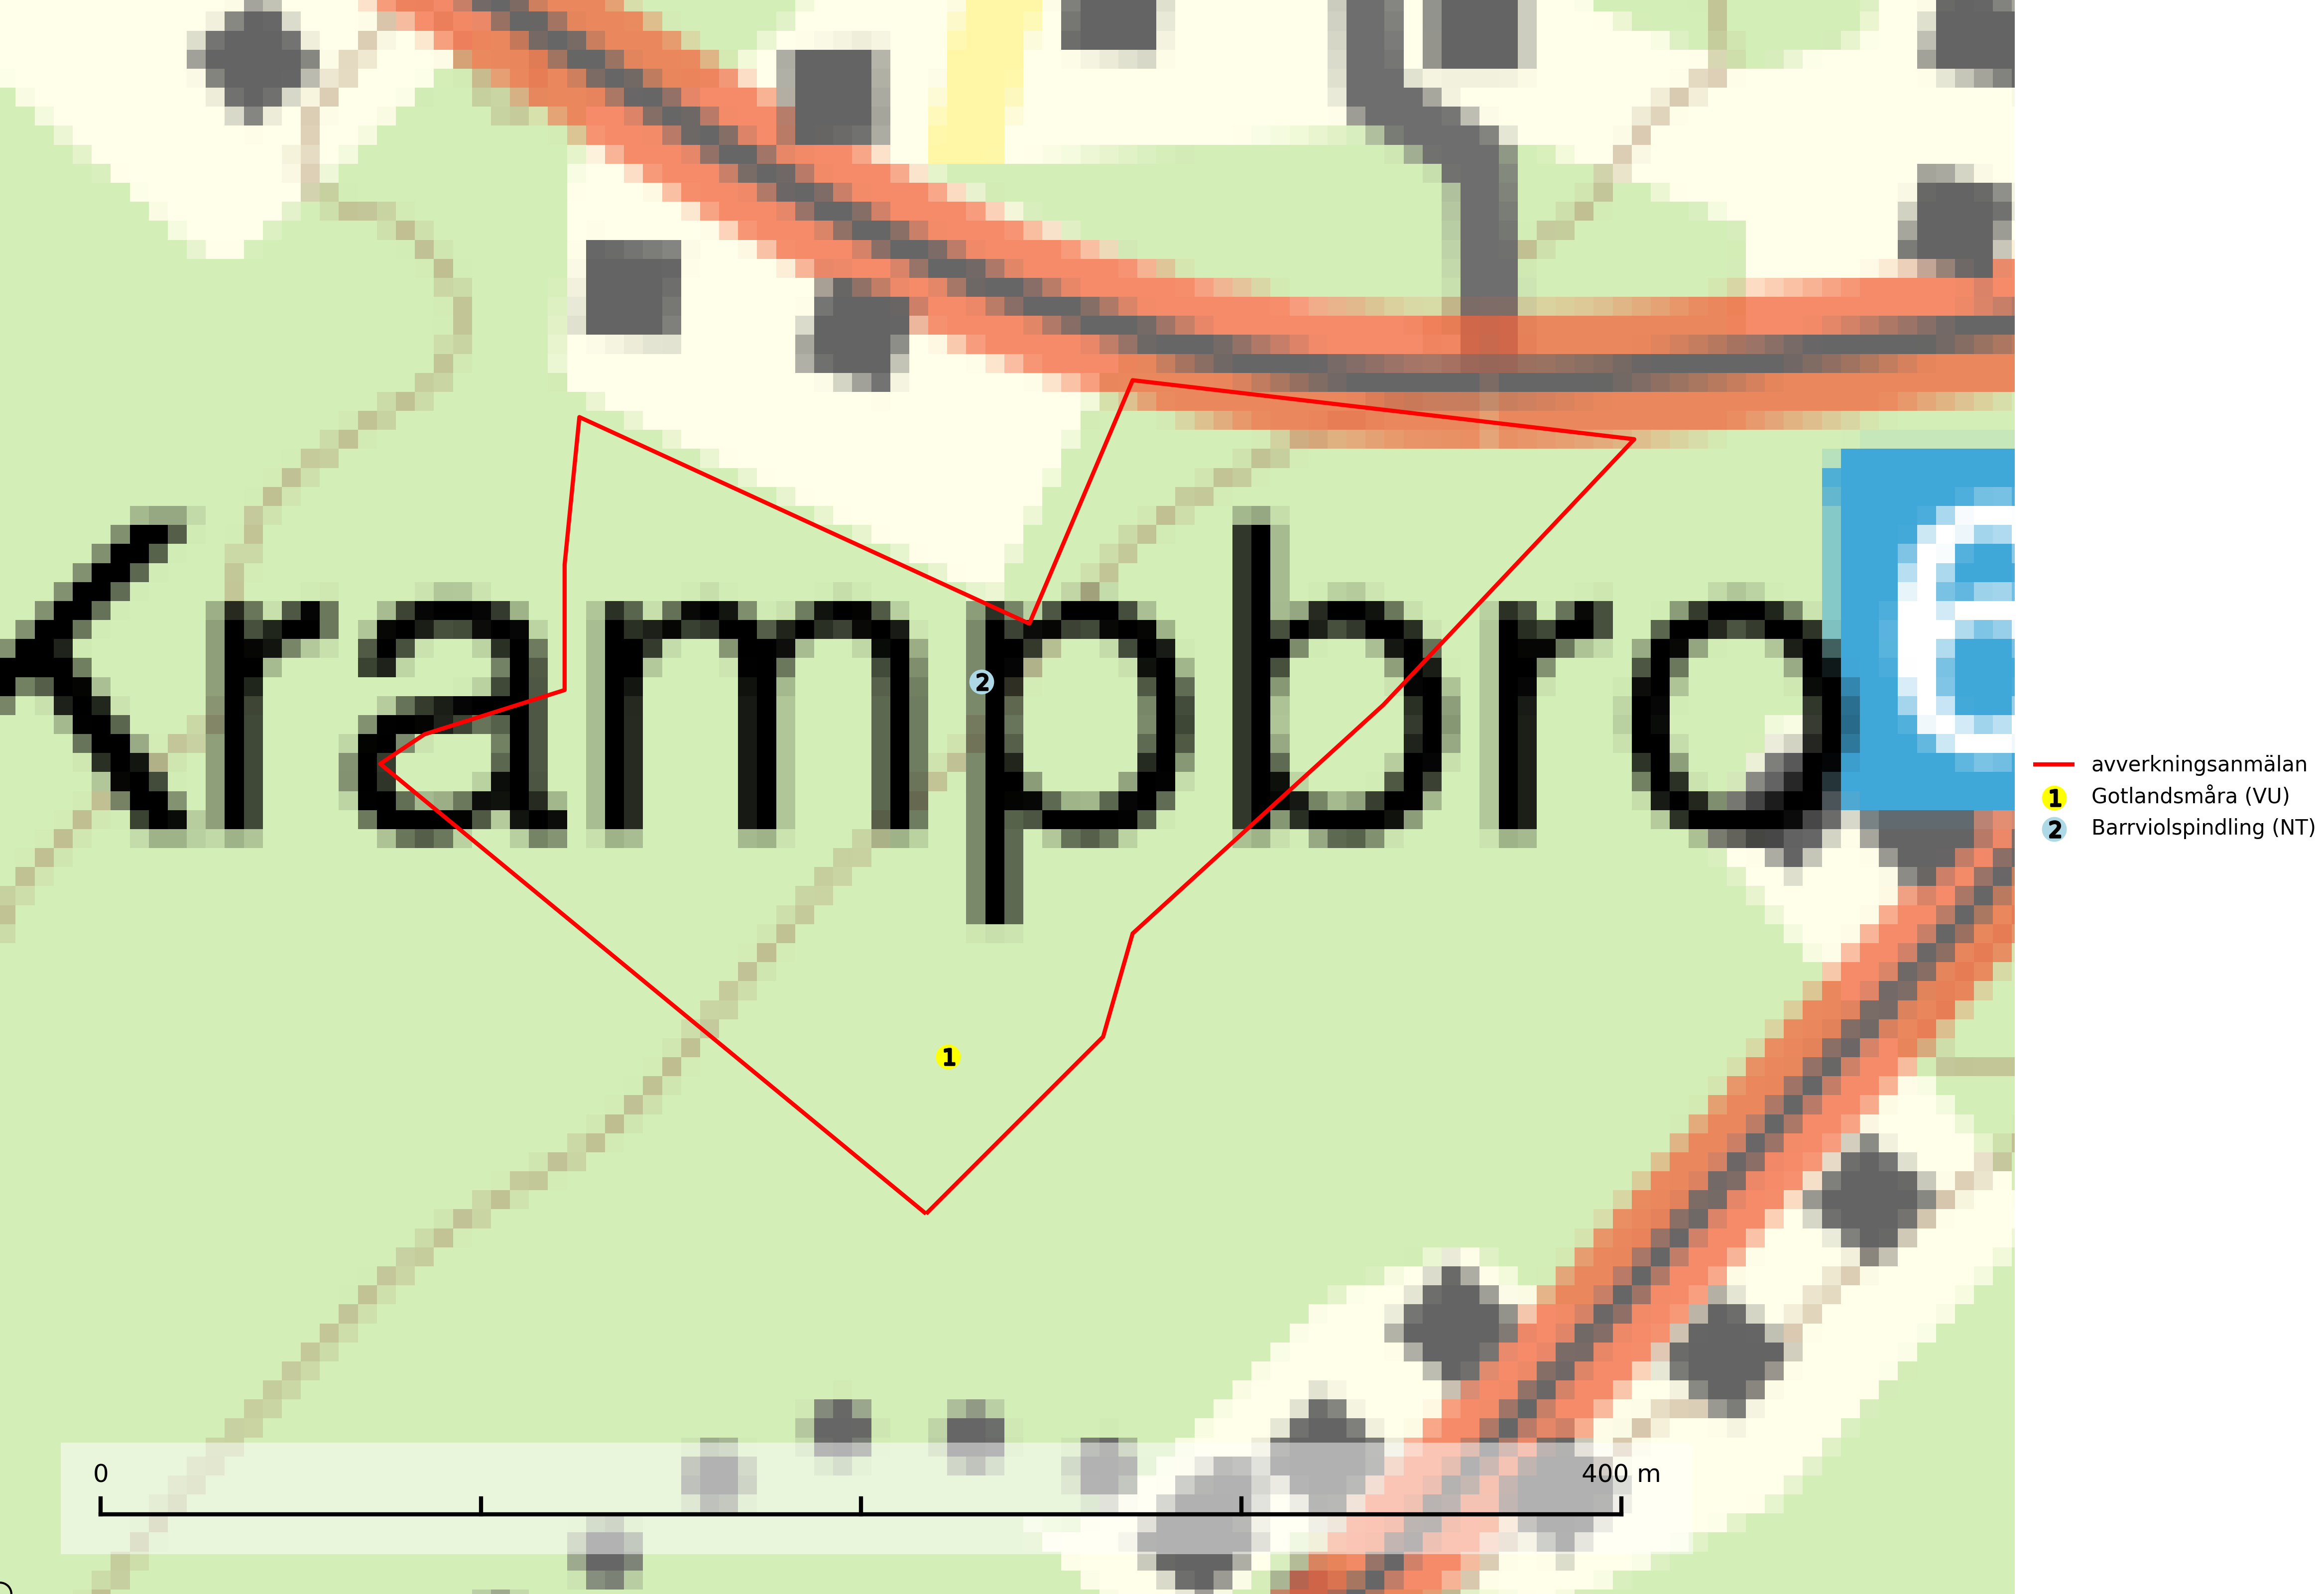 Krampbro
2
1
avverkningsanmälan
1 Gotlandsmåra (VU)
2 Barrviolspindling (NT)
0 400 m